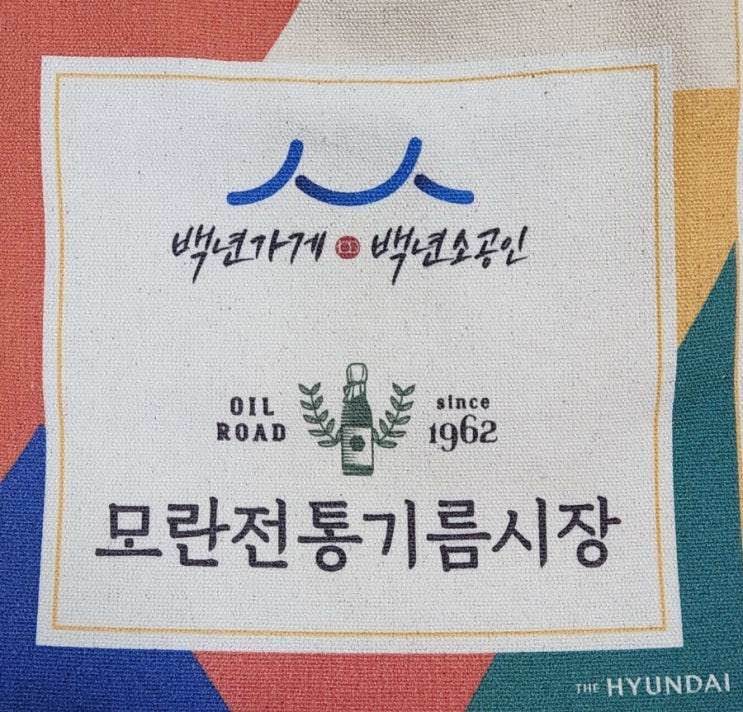 백년가게 백년소공인
OIL
ROAD
since
1962
모란전통기름시장
THE HYUNDAI